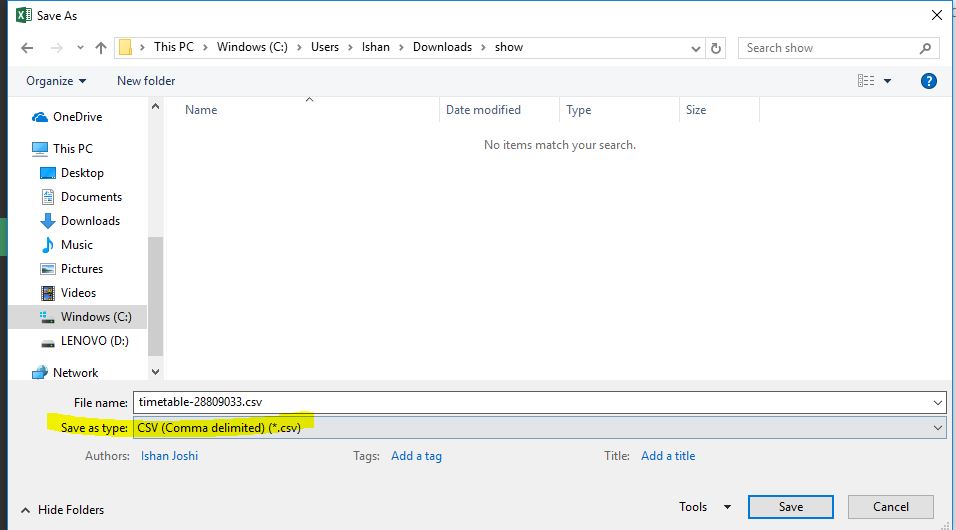 Save As
This PC > Windows (C:) > Users > Ishan > Downloads > show
Search show
Organize
New folder
?
OneDrive
This PC
Desktop
Documents
Downloads
Music
Pictures
Videos
Windows (C:)
LENOVO (D:)
Network
Name
Date modified
Type
Size
No items match your search.
File name: timetable-28809033.csv
Save as type: CSV (Comma delimited) (*.csv)
Authors: Ishan Joshi
Tags: Add a tag
Title: Add a title
Hide Folders
Tools
Save
Cancel